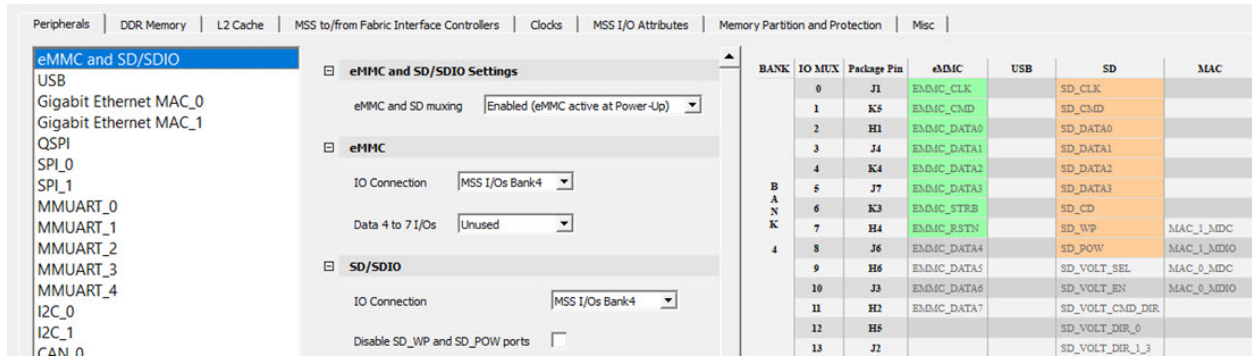 Peripherals DDR Memory L2 Cache MSS to/from Fabric Interface Controllers Clocks MSS I/O Attributes Memory Partition and Protection Misc
eMMC and SD/SDIO
USB
Gigabit Ethernet MAC_0
Gigabit Ethernet MAC_1
QSPI
SPI_0
SPI_1
MMUART_0
MMUART_1
MMUART_2
MMUART_3
MMUART_4
I2C_0
I2C_1
CAN_0
eMMC and SD/SDIO Settings
eMMC and SD muxing Enabled (eMMC active at Power-Up)
eMMC
IO Connection MSS I/Os Bank4
Data 4 to 7 I/Os Unused
SD/SDIO
IO Connection MSS I/Os Bank4
Disable SD_WP and SD_POW ports
BANK IO MUX Package Pin eMMC USB SD MAC
BANK 4
0 J1 EMMC_CLK SD_CLK
1 K5 EMMC_CMD SD_CMD
2 H1 EMMC_DATA0 SD_DATA0
3 J4 EMMC_DATA1 SD_DATA1
4 K4 EMMC_DATA2 SD_DATA2
5 J7 EMMC_DATA3 SD_DATA3
6 K3 EMMC_STRB SD_CD
7 H4 EMMC_RSTN SD_WP MAC_1_MDC
8 J6 EMMC_DATA4 SD_POW MAC_1_MDIO
9 H6 EMMC_DATA5 SD_VOLT_SEL MAC_0_MDC
10 J3 EMMC_DATA6 SD_VOLT_EN MAC_0_MDIO
11 H2 EMMC_DATA7 SD_VOLT_CMD_DIR
12 H5 SD_VOLT_DIR_0
13 J2 SD_VOLT_DIR_1_3